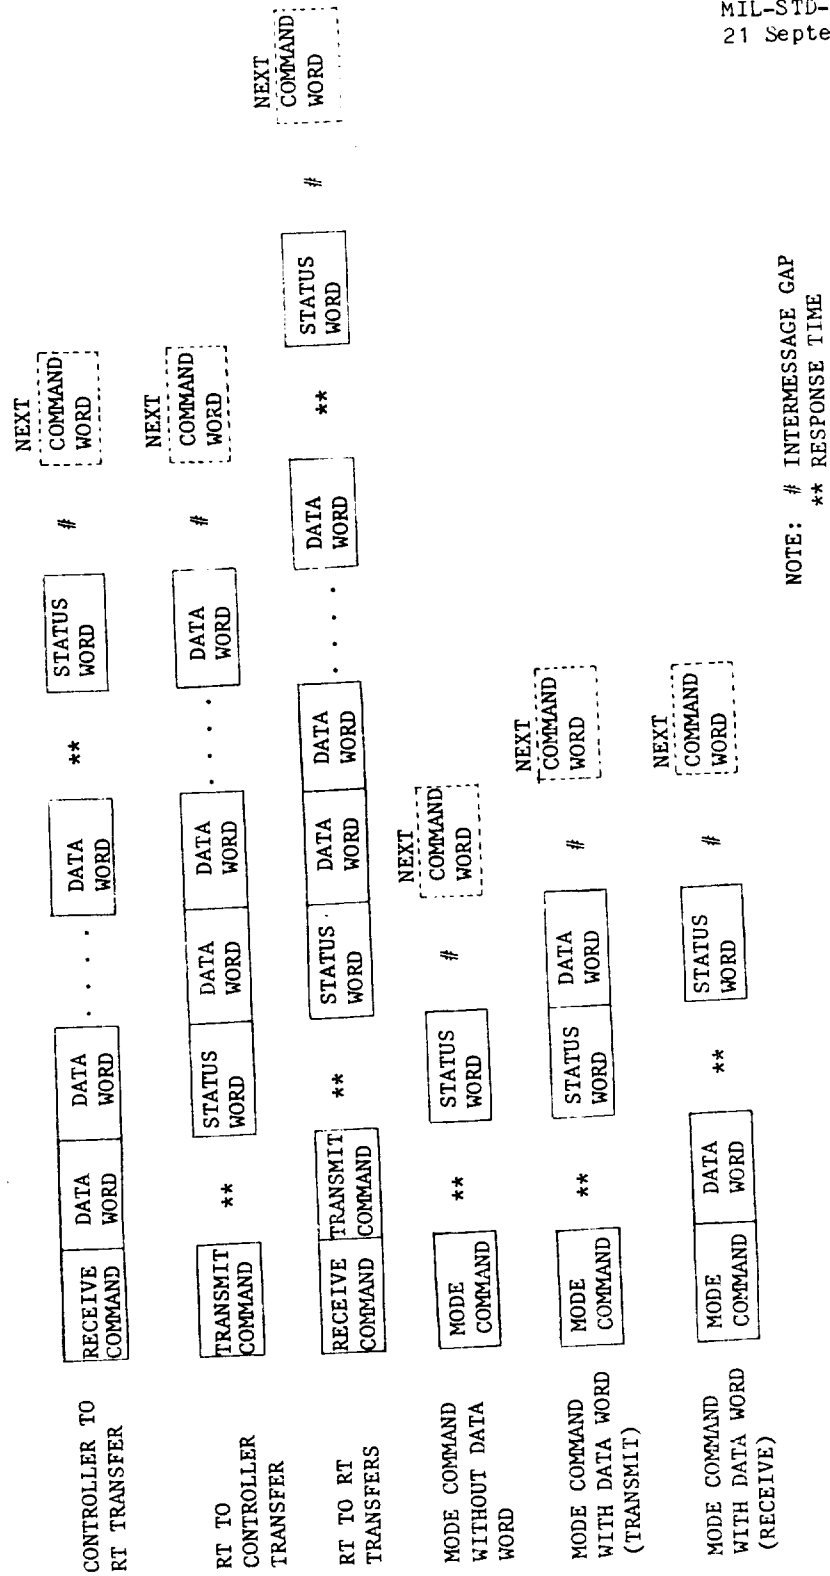 MIL-STD-
21 Septe
CONTROLLER TO
RT TRANSFER
RECEIVE
COMMAND
DATA
WORD
DATA
WORD
. . . .
DATA
WORD
**
STATUS
WORD
#
NEXT
COMMAND
WORD
RT TO
CONTROLLER
TRANSFER
TRANSMIT
COMMAND
**
STATUS
WORD
DATA
WORD
DATA
WORD
. . . .
DATA
WORD
#
NEXT
COMMAND
WORD
RT TO RT
TRANSFERS
RECEIVE
COMMAND
TRANSMIT
COMMAND
**
STATUS
WORD
DATA
WORD
DATA
WORD
. . . .
DATA
WORD
**
STATUS
WORD
#
NEXT
COMMAND
WORD
MODE COMMAND
WITHOUT DATA
WORD
MODE
COMMAND
**
STATUS
WORD
#
NEXT
COMMAND
WORD
MODE COMMAND
WITH DATA WORD
(TRANSMIT)
MODE
COMMAND
**
STATUS
WORD
DATA
WORD
#
NEXT
COMMAND
WORD
MODE COMMAND
WITH DATA WORD
(RECEIVE)
MODE
COMMAND
DATA
WORD
**
STATUS
WORD
#
NEXT
COMMAND
WORD
NOTE: # INTERMESSAGE GAP
** RESPONSE TIME